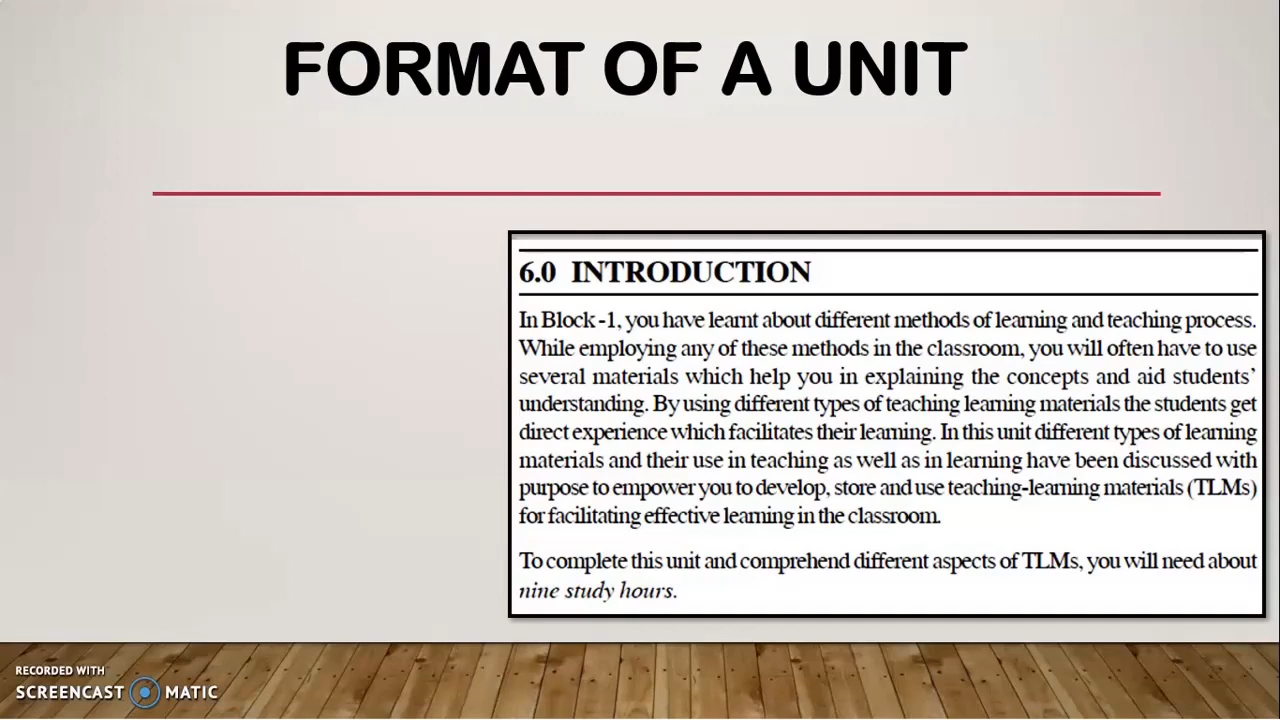 FORMAT OF A UNIT
6.0 INTRODUCTION
In Block -1, you have learnt about different methods of learning and teaching process.
While employing any of these methods in the classroom, you will often have to use
several materials which help you in explaining the concepts and aid students’
understanding. By using different types of teaching learning materials the students get
direct experience which facilitates their learning. In this unit different types of learning
materials and their use in teaching as well as in learning have been discussed with
purpose to empower you to develop, store and use teaching-learning materials (TLMs)
for facilitating effective learning in the classroom.
To complete this unit and comprehend different aspects of TLMs, you will need about
nine study hours.
RECORDED WITH
SCREENCAST MATIC